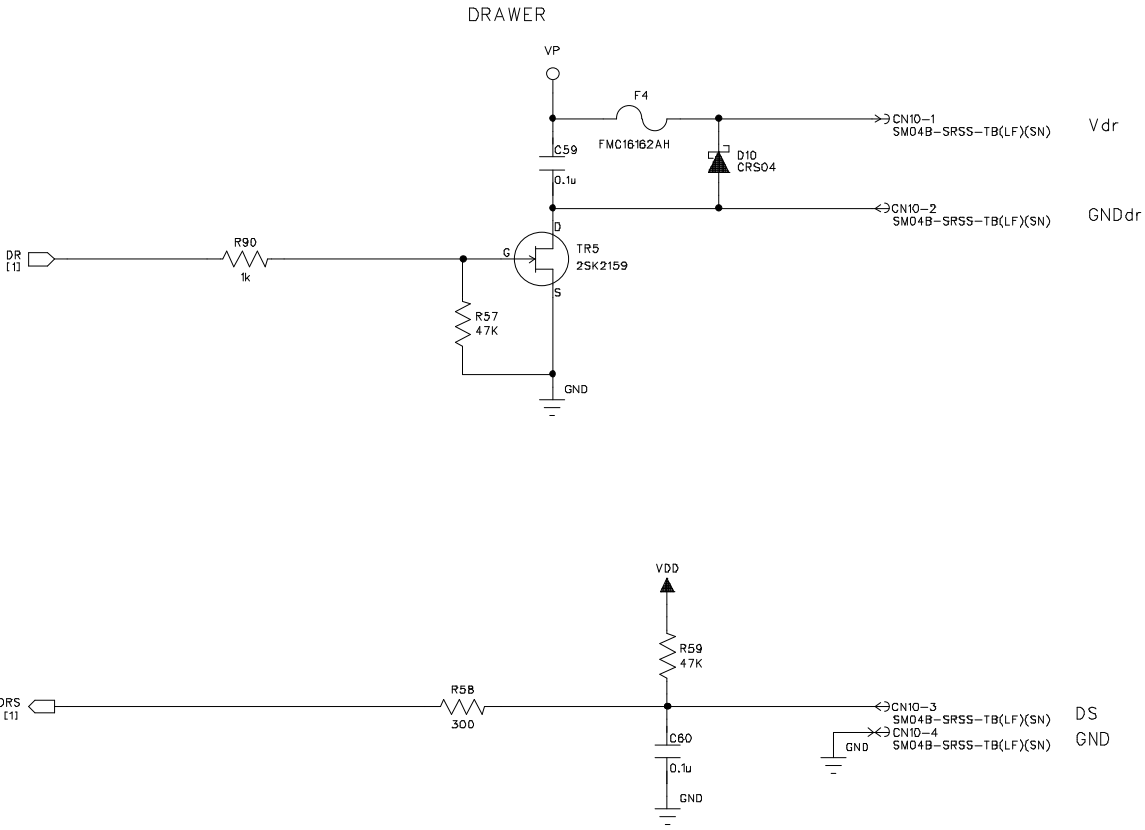 DRAWER
VP
F4
FMC16162AH
CN10-1
SM04B-SRSS-TB(LF)(SN)
Vdr
C59
0.1u
D10
CRS04
CN10-2
SM04B-SRSS-TB(LF)(SN)
GNDdr
D
G
S
TR5
2SK2159
DR
[1]
R90
1k
R57
47K
GND
VDD
R59
47K
DRS
[1]
R58
300
CN10-3
SM04B-SRSS-TB(LF)(SN)
DS
CN10-4
SM04B-SRSS-TB(LF)(SN)
GND
GND
C60
0.1u
GND